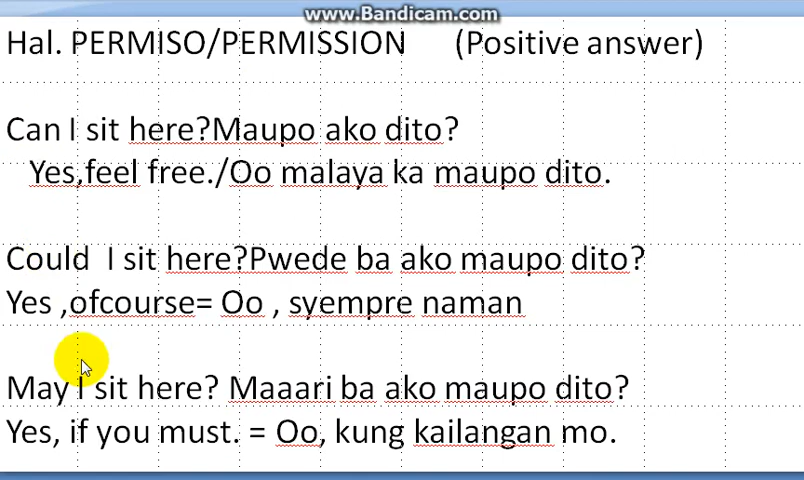 www.Bandicam.com
Hal. PERMISO/PERMISSION (Positive answer)
Can I sit here?Maupo ako dito?
Yes,feel free./Oo malaya ka maupo dito.
Could I sit here?Pwede ba ako maupo dito?
Yes ,ofcourse= Oo , syempre naman
May I sit here? Maaari ba ako maupo dito?
Yes, if you must. = Oo, kung kailangan mo.